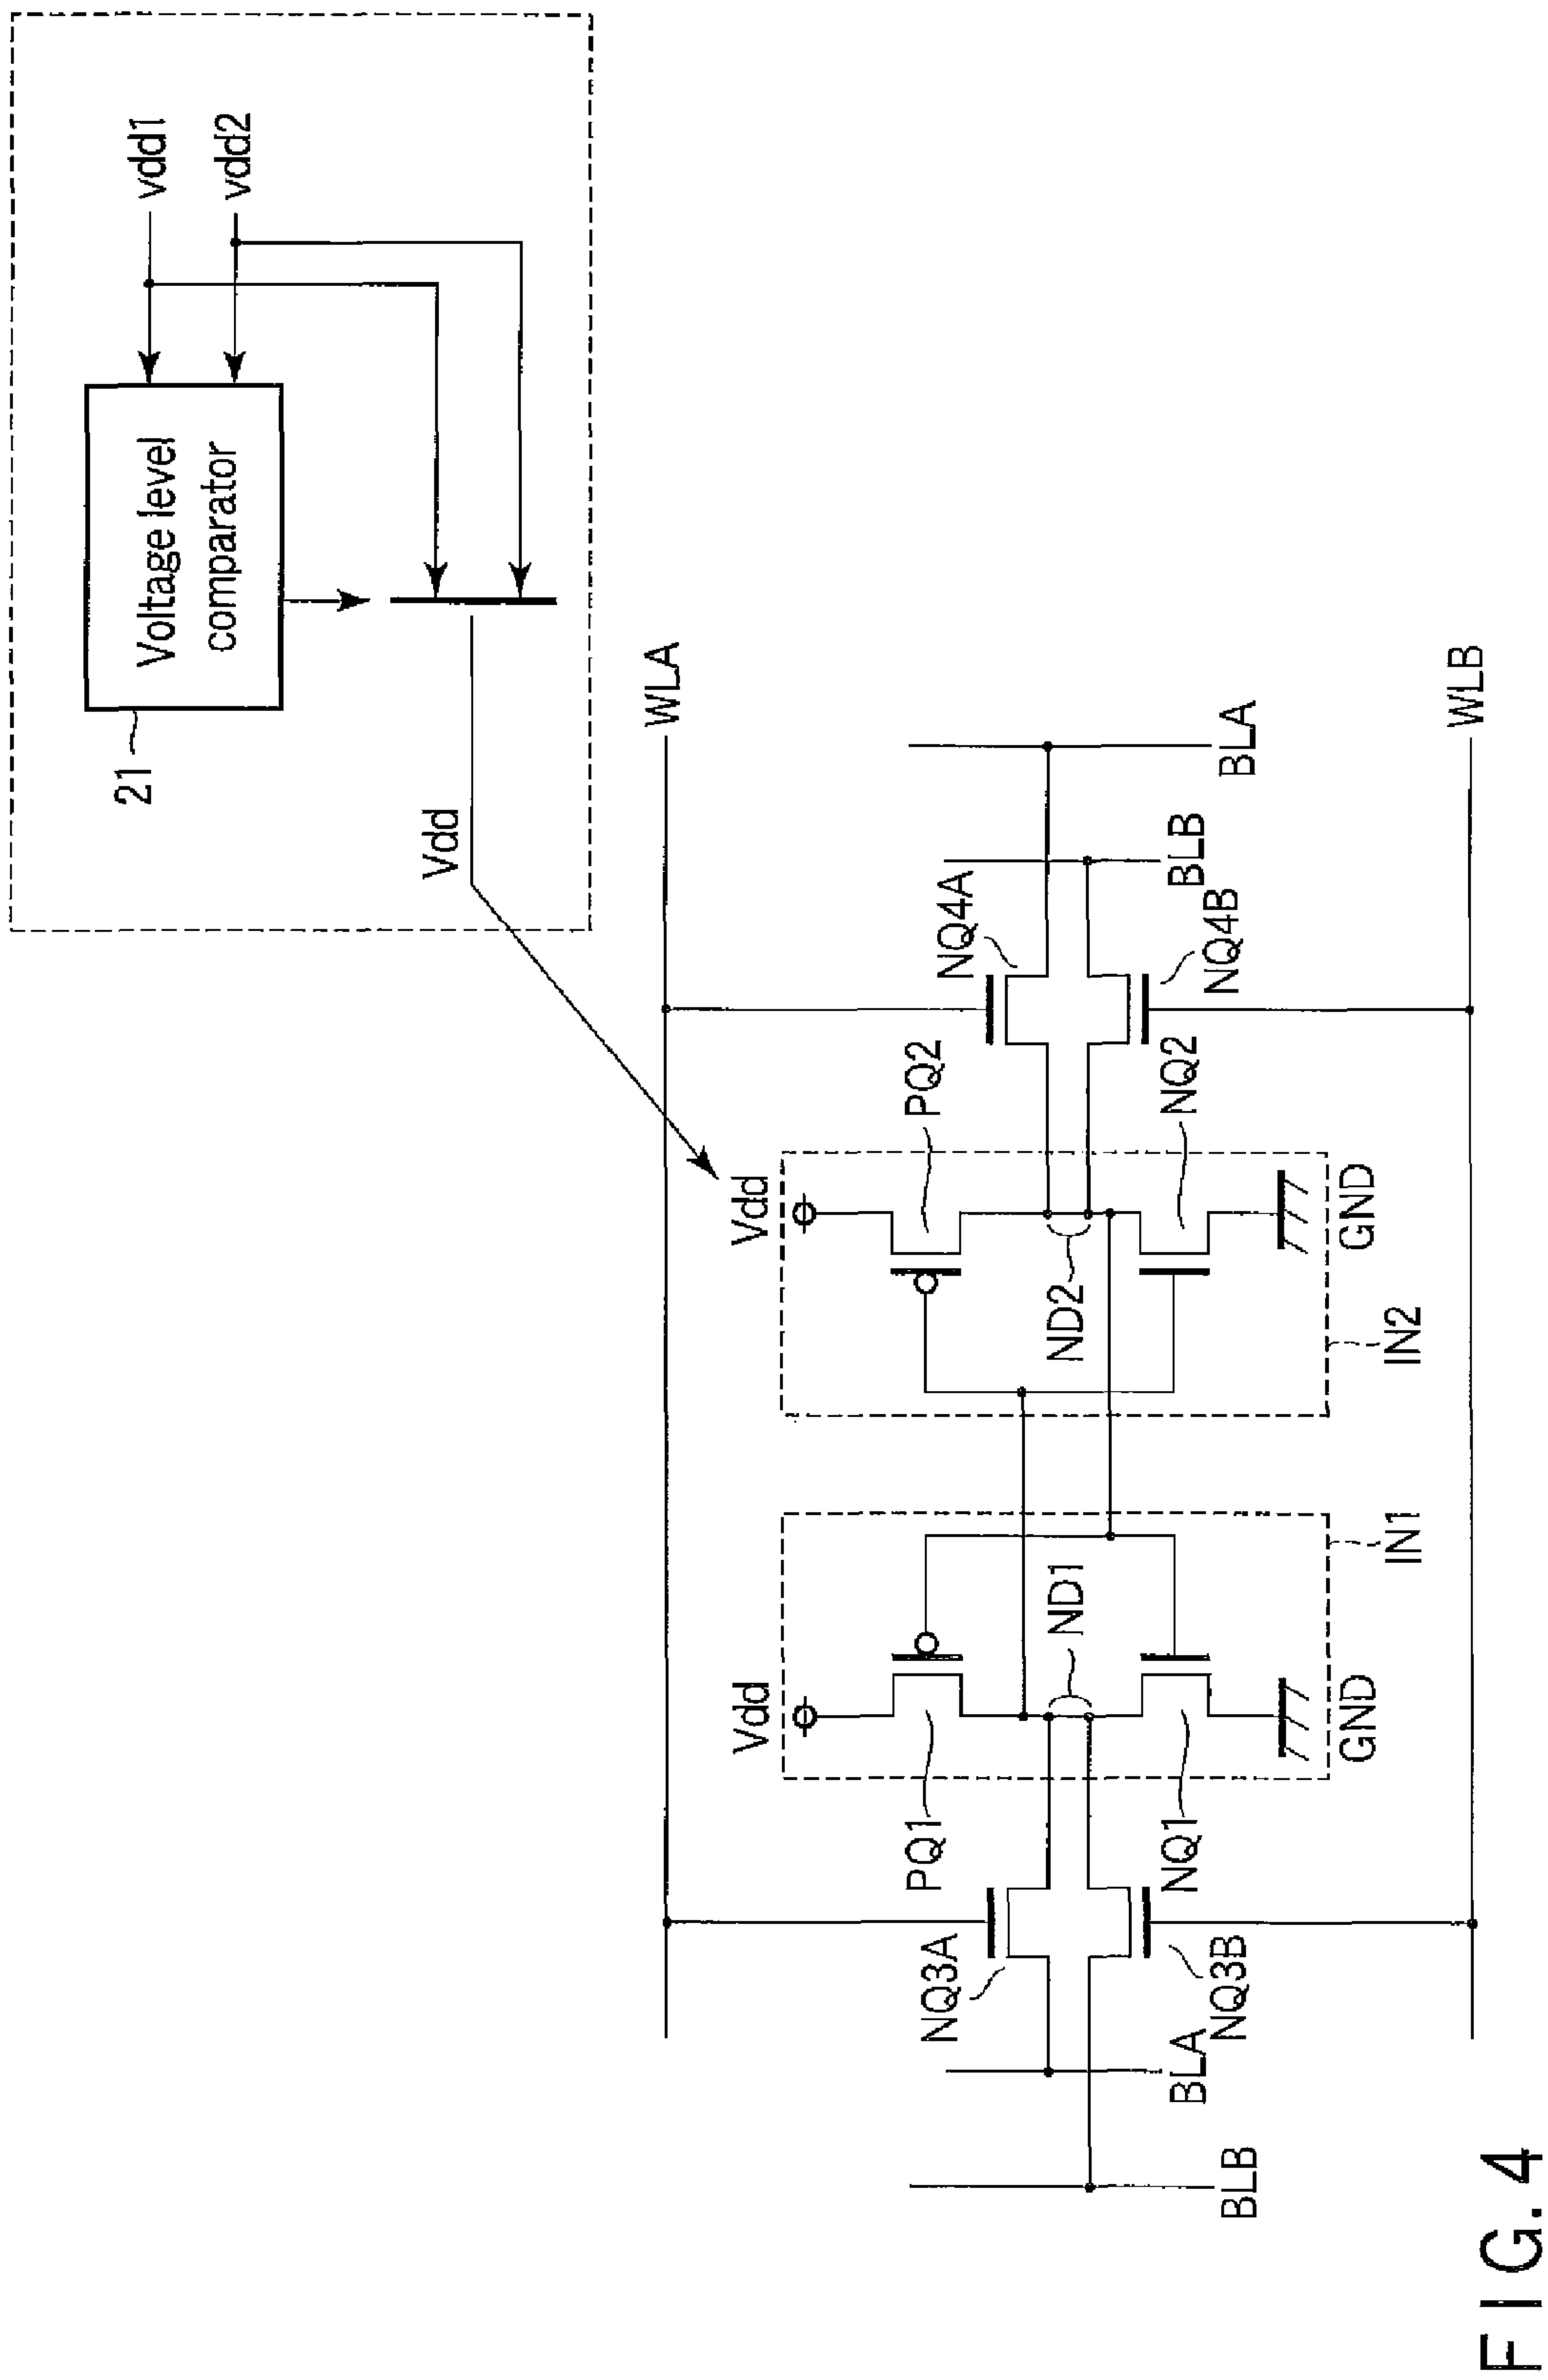 vdd1
vdd2
Voltage level
comparator
21
Vdd
WLA
BLA
BLB
NQ4A
NQ4B
PQ2
NQ2
Vdd
GND
ND2
IN2
IN1
ND1
Vdd
GND
PQ1
NQ1
NQ3A
NQ3B
BLA
BLB
WLB
FIG. 4